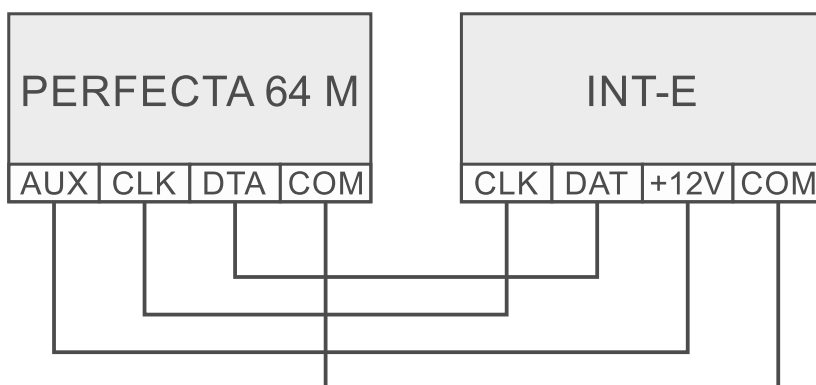 PERFECTA 64 M
INT-E
AUX CLK DTA COM
CLK DAT +12V COM